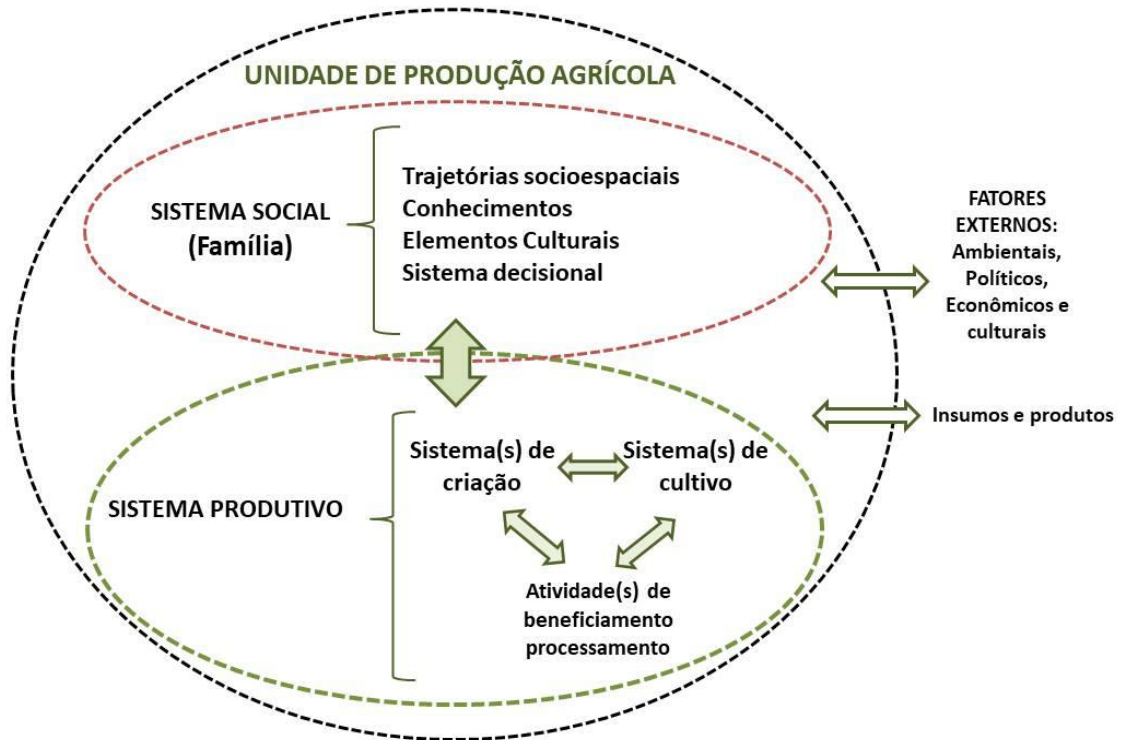 UNIDADE DE PRODUÇÃO AGRÍCOLA
SISTEMA SOCIAL
(Família)
Trajetórias socioespaciais
Conhecimentos
Elementos Culturais
Sistema decisional
FATORES
EXTERNOS:
Ambientais,
Políticos,
Econômicos e
culturais
Insumos e produtos
SISTEMA PRODUTIVO
Sistema(s) de
criação
Sistema(s) de
cultivo
Atividade(s) de
beneficiamento
processamento